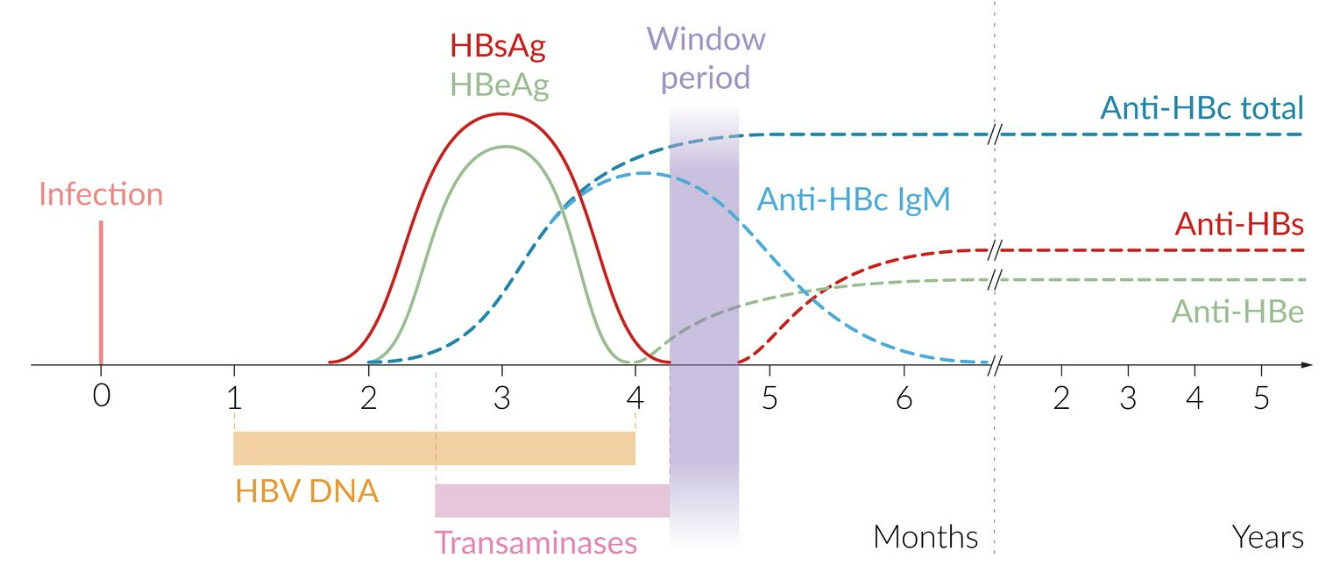 HBsAg
HBeAg
Window
period
Anti-HBc total
Infection
Anti-HBc IgM
Anti-HBs
Anti-HBe
0 1 2 3 4 5 6 2 3 4 5
HBV DNA
Transaminases
Months
Years